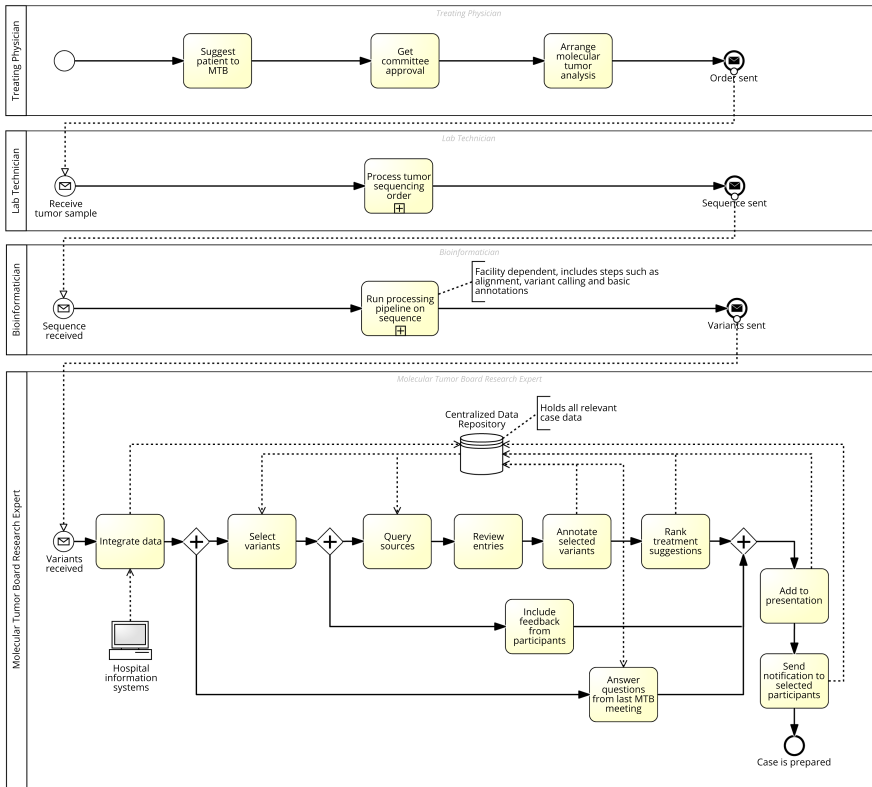 Treating Physician
Treating Physician
Suggest
patient to
MTB
Get
committee
approval
Arrange
molecular
tumor
analysis
Order sent
Lab Technician
Lab Technician
Receive
tumor sample
Process tumor
sequencing
order
Sequence sent
Bioinformatician
Bioinformatician
Sequence
received
Run processing
pipeline on
sequence
Facility dependent, includes steps such as
alignment, variant calling and basic
annotations
Variants sent
Molecular Tumor Board Research Expert
Molecular Tumor Board Research Expert
Centralized Data
Repository
Holds all relevant
case data
Variants
received
Integrate data
Select
variants
Query
sources
Review
entries
Annotate
selected
variants
Rank
treatment
suggestions
Add to
presentation
Include
feedback
from
participants
Hospital
information
systems
Answer
questions
from last MTB
meeting
Send
notification to
selected
participants
Case is prepared